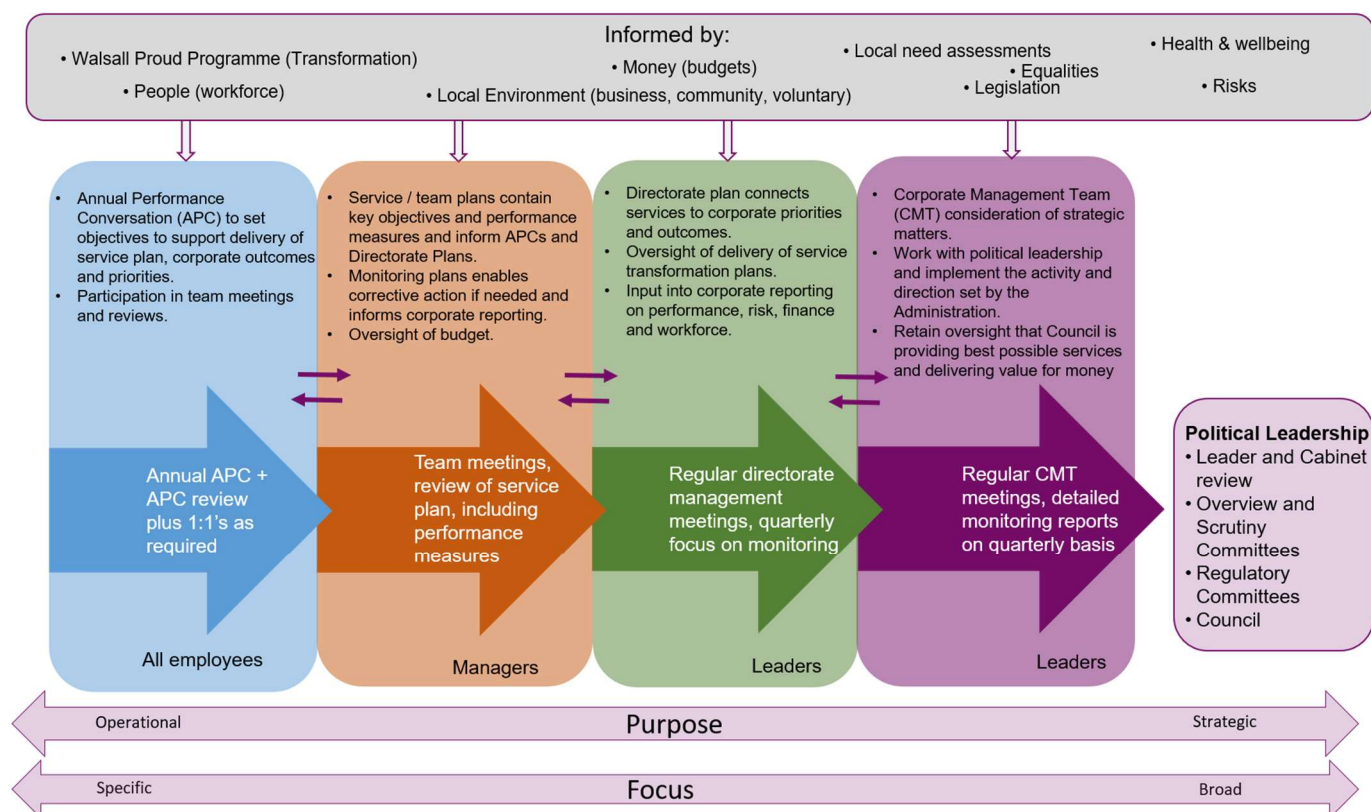 Informed by:
• Walsall Proud Programme (Transformation)
• People (workforce)
• Money (budgets)
• Local Environment (business, community, voluntary)
• Local need assessments
• Equalities
• Legislation
• Health & wellbeing
• Risks
• Annual Performance
Conversation (APC) to set
objectives to support delivery of
service plan, corporate outcomes
and priorities.
• Participation in team meetings
and reviews.
Annual APC +
APC review
plus 1:1's as
required
All employees
• Service / team plans contain
key objectives and performance
measures and inform APCs and
Directorate Plans.
• Monitoring plans enables
corrective action if needed and
informs corporate reporting.
• Oversight of budget.
Team meetings,
review of service
plan, including
performance
measures
Managers
• Directorate plan connects
services to corporate priorities
and outcomes.
• Oversight of delivery of service
transformation plans.
• Input into corporate reporting
on performance, risk, finance
and workforce.
Regular directorate
management
meetings, quarterly
focus on monitoring
Leaders
• Corporate Management Team
(CMT) consideration of strategic
matters.
• Work with political leadership
and implement the activity and
direction set by the
Administration.
• Retain oversight that Council is
providing best possible services
and delivering value for money
Regular CMT
meetings, detailed
monitoring reports
on quarterly basis
Leaders
Political Leadership
• Leader and Cabinet
review
• Overview and
Scrutiny
Committees
• Regulatory
Committees
• Council
Operational
Purpose
Strategic
Specific
Focus
Broad